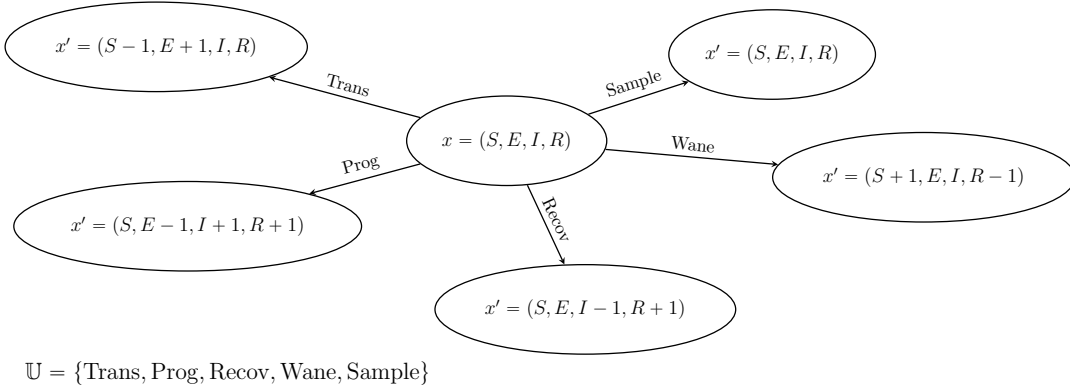 x′ = (S − 1, E + 1, I, R)
x′ = (S, E, I, R)
Trans
Sample
x = (S, E, I, R)
Wane
x′ = (S + 1, E, I, R − 1)
Prog
x′ = (S, E − 1, I + 1, R + 1)
Recov
x′ = (S, E, I − 1, R + 1)
𝕌 = {Trans, Prog, Recov, Wane, Sample}